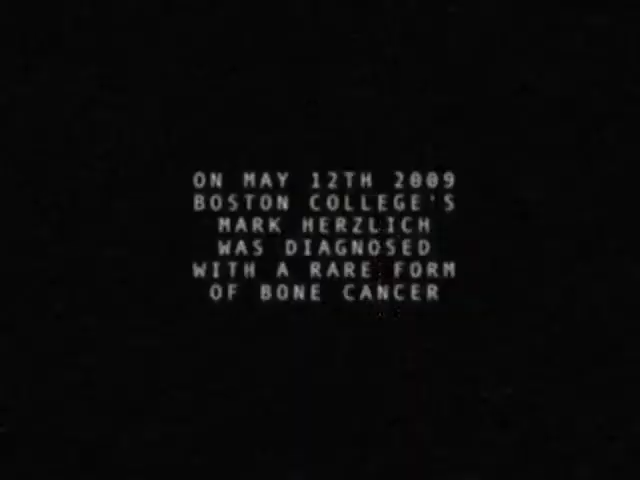 ON MAY 12TH 2009
BOSTON COLLEGE'S
MARK HERZLICH
WAS DIAGNOSED
WITH A RARE FORM
OF BONE CANCER